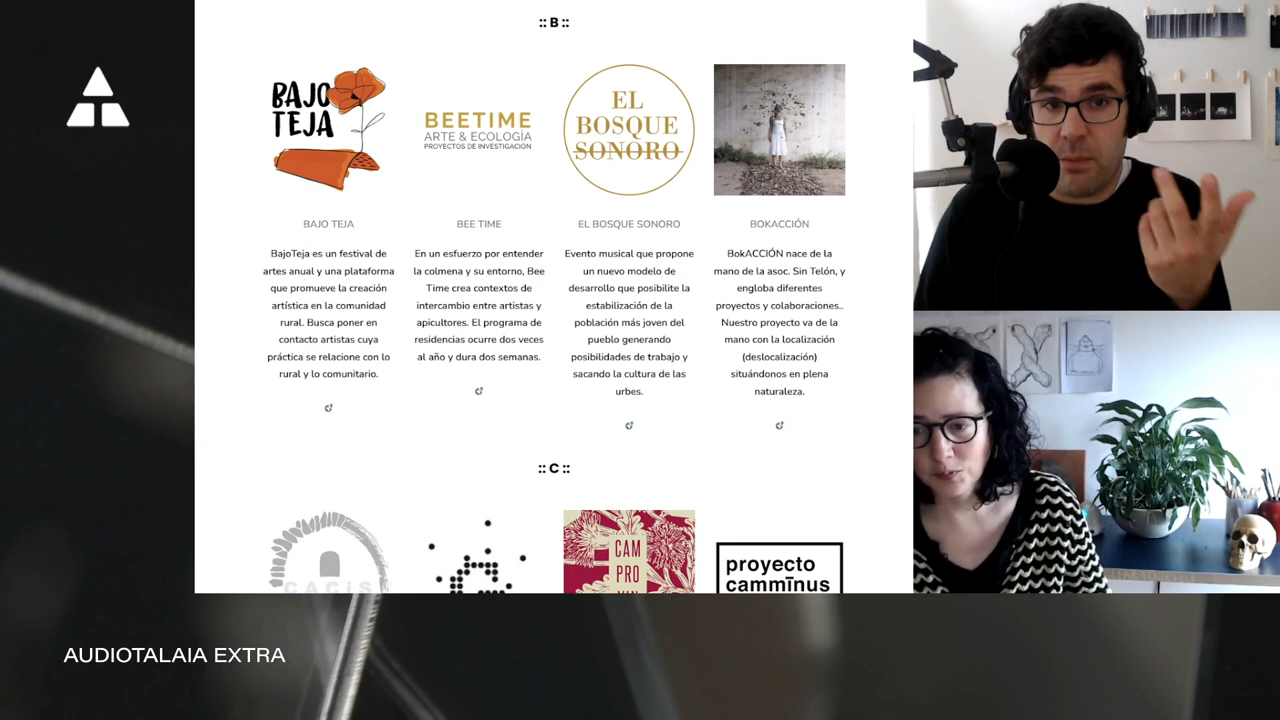 :: B ::
BAJO
TEJA
BEETIME
ARTE & ECOLOGÍA
PROYECTOS DE INVESTIGACIÓN
EL
BOSQUE
SONORO
BAJO TEJA
BajoTeja es un festival de
artes anual y una plataforma
que promueve la creación
artística en la comunidad
rural. Busca poner en
contacto artistas cuya
práctica se relacione con lo
rural y lo comunitario.
BEE TIME
En un esfuerzo por entender
la colmena y su entorno, Bee
Time crea contextos de
intercambio entre artistas y
apicultores. El programa de
residencias ocurre dos veces
al año y dura dos semanas.
EL BOSQUE SONORO
Evento musical que propone
un nuevo modelo de
desarrollo que posibilite la
estabilización de la
población más joven del
pueblo generando
posibilidades de trabajo y
sacando la cultura de las
urbes.
BOKACCIÓN
BokACCIÓN nace de la
mano de la asoc. Sin Telón, y
engloba diferentes
proyectos y colaboraciones..
Nuestro proyecto va de la
mano con la localización
(deslocalización)
situándonos en plena
naturaleza.
:: C ::
CACIS
CAM
PRO
proyecto
cammīnus
AUDIOTALAIA EXTRA